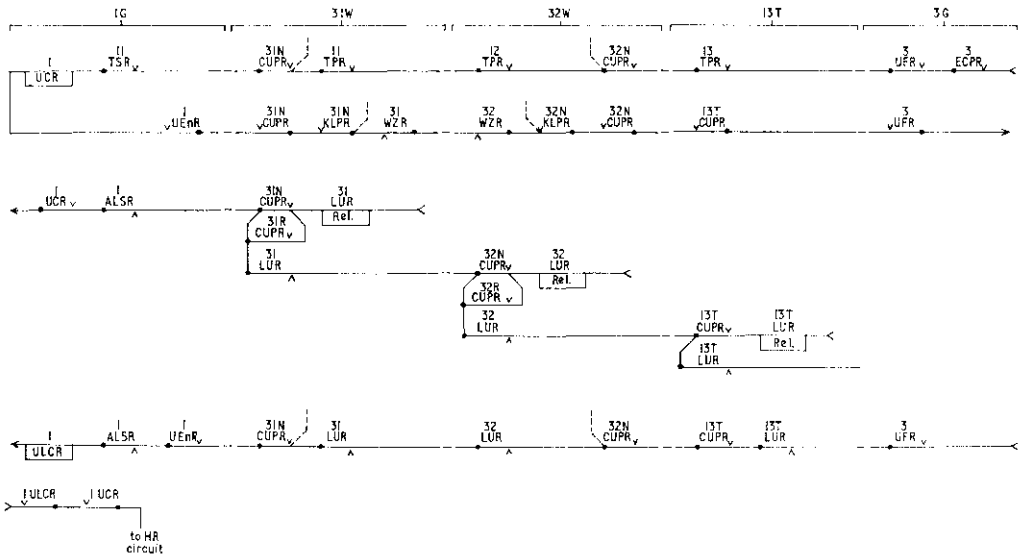 1G 31W 32W 13T 3G
11 31N 11 12 32N 13 3 3
1 TSR CUPR TPR TPR CUPR TPR UFR ECPR
UCR
1 31N 31N 31 32 32N 32N 13T 3
UEnR CUPR KLPR WZR WZR KLPR CUPR CUPR UFR
1 1 31N 31
UCR ALSR CUPR LUR
31R Rel.
CUPR
31 32N 32
LUR CUPR LUR
32R Rel.
CUPR
32 13T 13T
LUR CUPR LUR
13T Rel.
LUR
1 1 1 31N 31 32 32N 13T 13T 3
ALSR UEnR CUPR LUR LUR CUPR CUPR LUR UFR
ULCR
1 ULCR 1 UCR
to HR
circuit